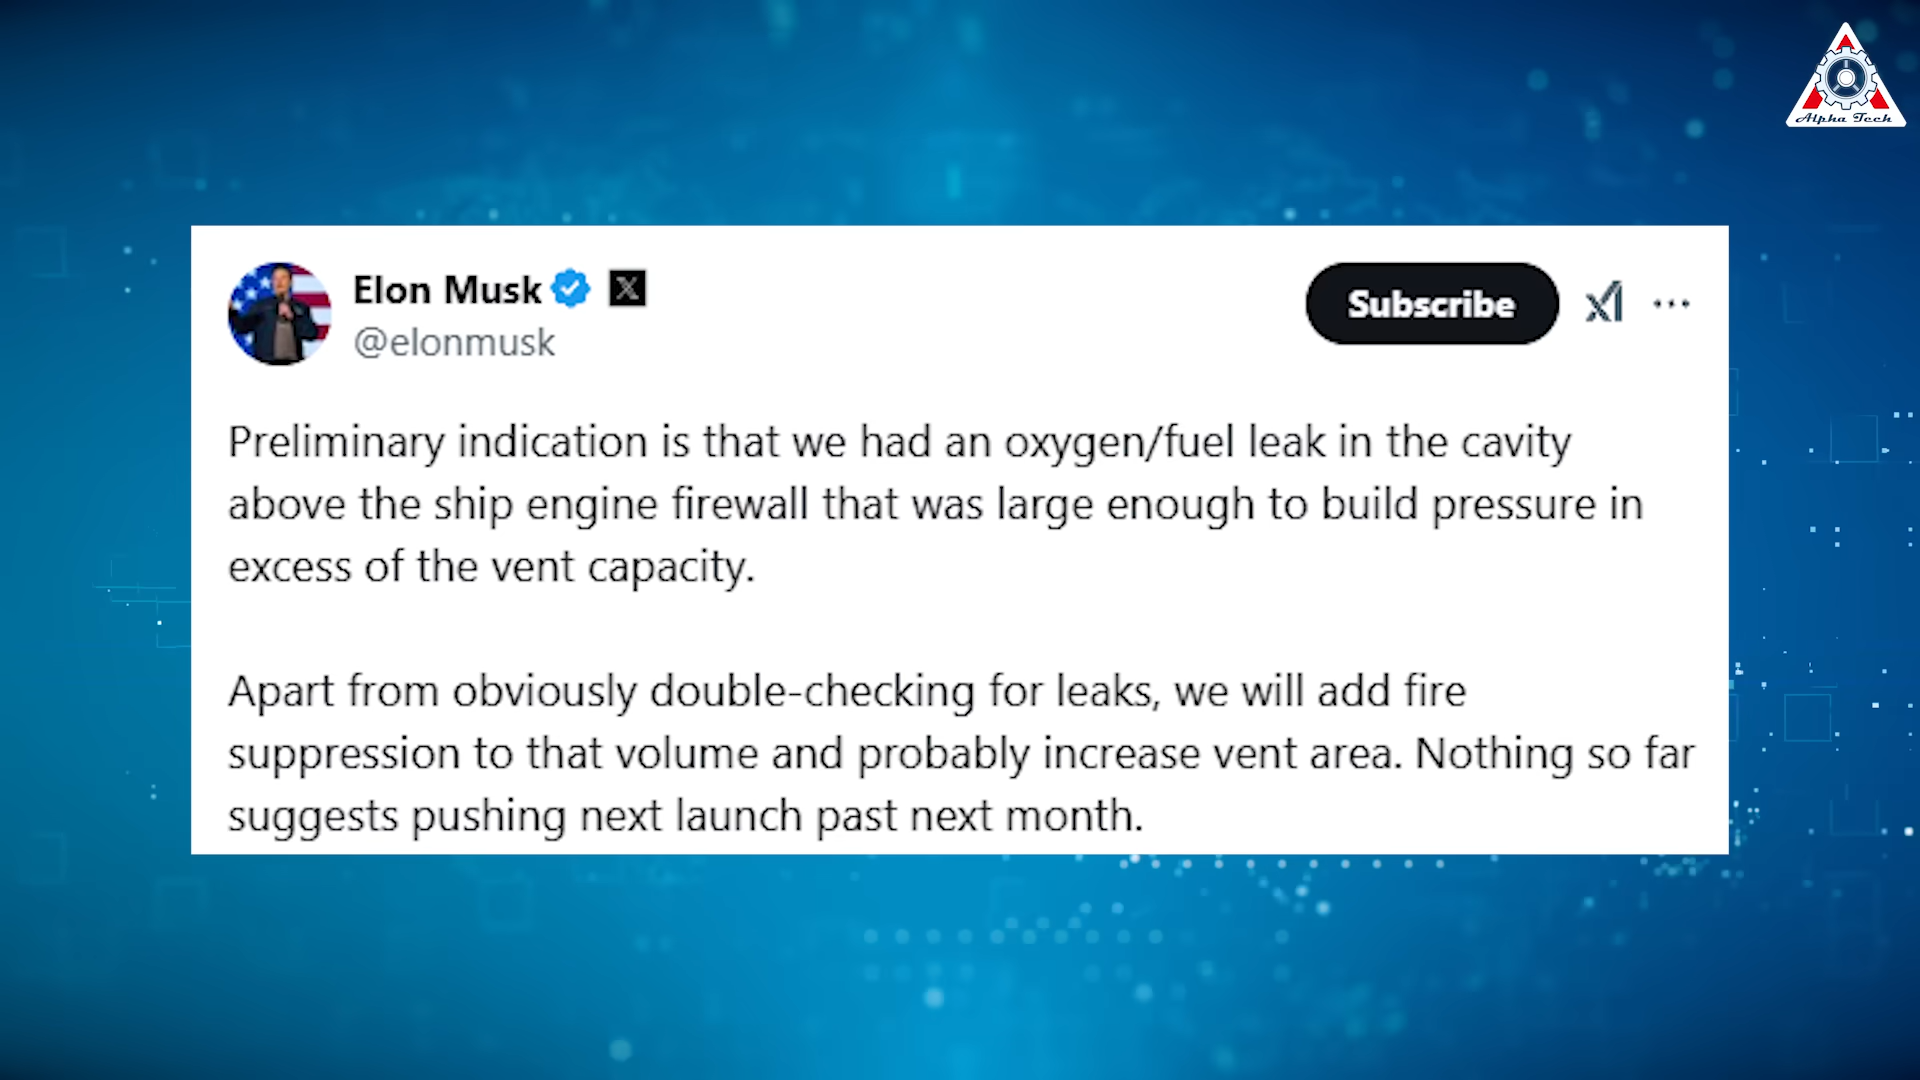 Alpha Tech
Elon Musk
@elonmusk
Subscribe
Preliminary indication is that we had an oxygen/fuel leak in the cavity
above the ship engine firewall that was large enough to build pressure in
excess of the vent capacity.
Apart from obviously double-checking for leaks, we will add fire
suppression to that volume and probably increase vent area. Nothing so far
suggests pushing next launch past next month.